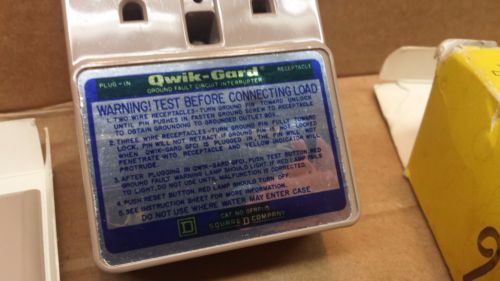 PLUG-IN Qwik-Gard® RECEPTACLE
GROUND FAULT CIRCUIT INTERRUPTER
WARNING! TEST BEFORE CONNECTING LOAD
1. TWO WIRE RECEPTACLES-TURN GROUND PIN TOWARD UNLOCK
UNTIL PIN PUSHES IN. FASTEN GROUND SCREW TO RECEPTACLE
TO OBTAIN GROUNDING TO GROUNDED OUTLET BOX.
2. THREE WIRE RECEPTACLES-TURN GROUND PIN FULLY TOWARD
LOCK. PIN WILL NOT RETRACT IF GROUND PIN IS NOT LOCKED
WHEN QWIK-GARD GFCI IS PLUGGED IN, THE PIN WILL NOT
PENETRATE INTO RECEPTACLE AND YELLOW INDICATOR WILL
PROTRUDE.
3. AFTER PLUGGING IN QWIK-GARD GFCI, PUSH TEST BUTTON RED
GROUND FAULT WARNING LAMP SHOULD LIGHT IF RED LAMP FAILS
TO LIGHT, DO NOT USE UNTIL MALFUNCTION IS CORRECTED.
4. PUSH RESET BUTTON, RED LAMP SHOULD TURN OFF.
5. SEE INSTRUCTION SHEET FOR MORE INFORMATION.
DO NOT USE WHERE WATER MAY ENTER CASE
CAT. NO. GFRP-115
D SQUARE D COMPANY